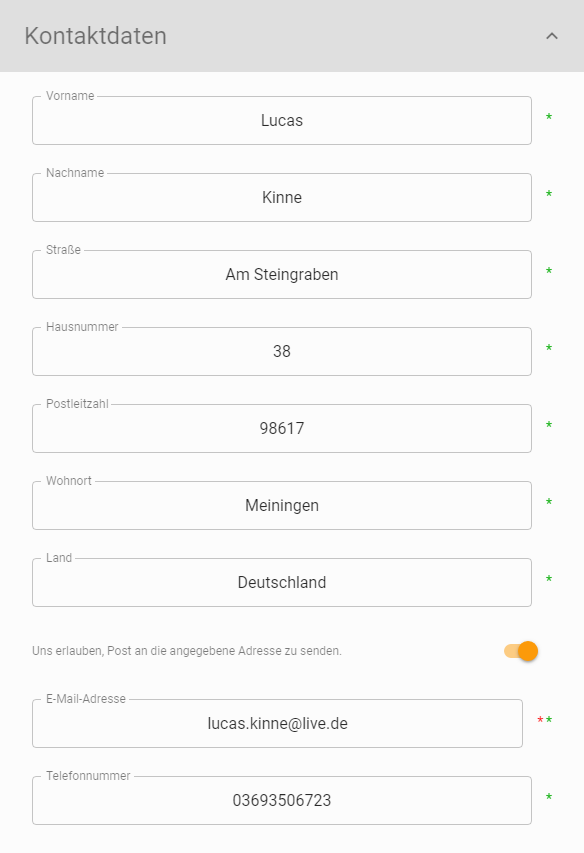 Kontaktdaten
Vorname
Lucas
*
Nachname
Kinne
*
Straße
Am Steingraben
*
Hausnummer
38
*
Postleitzahl
98617
*
Wohnort
Meiningen
*
Land
Deutschland
*
Uns erlauben, Post an die angegebene Adresse zu senden.
E-Mail-Adresse
lucas.kinne@live.de
**
Telefonnummer
03693506723
*